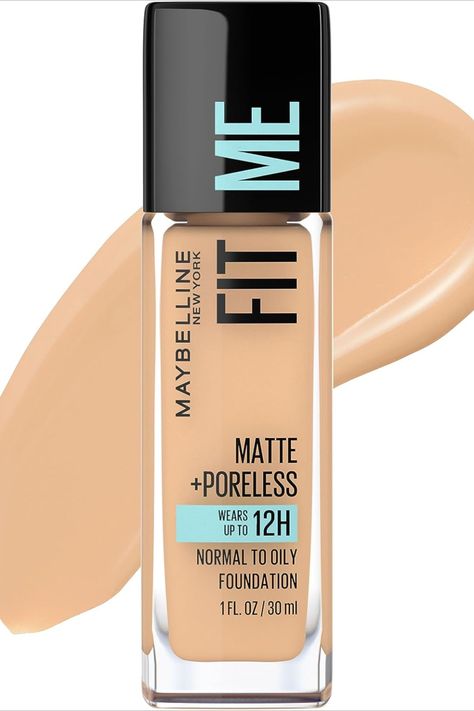 FIT ME
MAYBELLINE
NEW YORK
MATTE
+PORELESS
WEARS
UP TO 12H
NORMAL TO OILY
FOUNDATION
1 FL. OZ / 30 ml